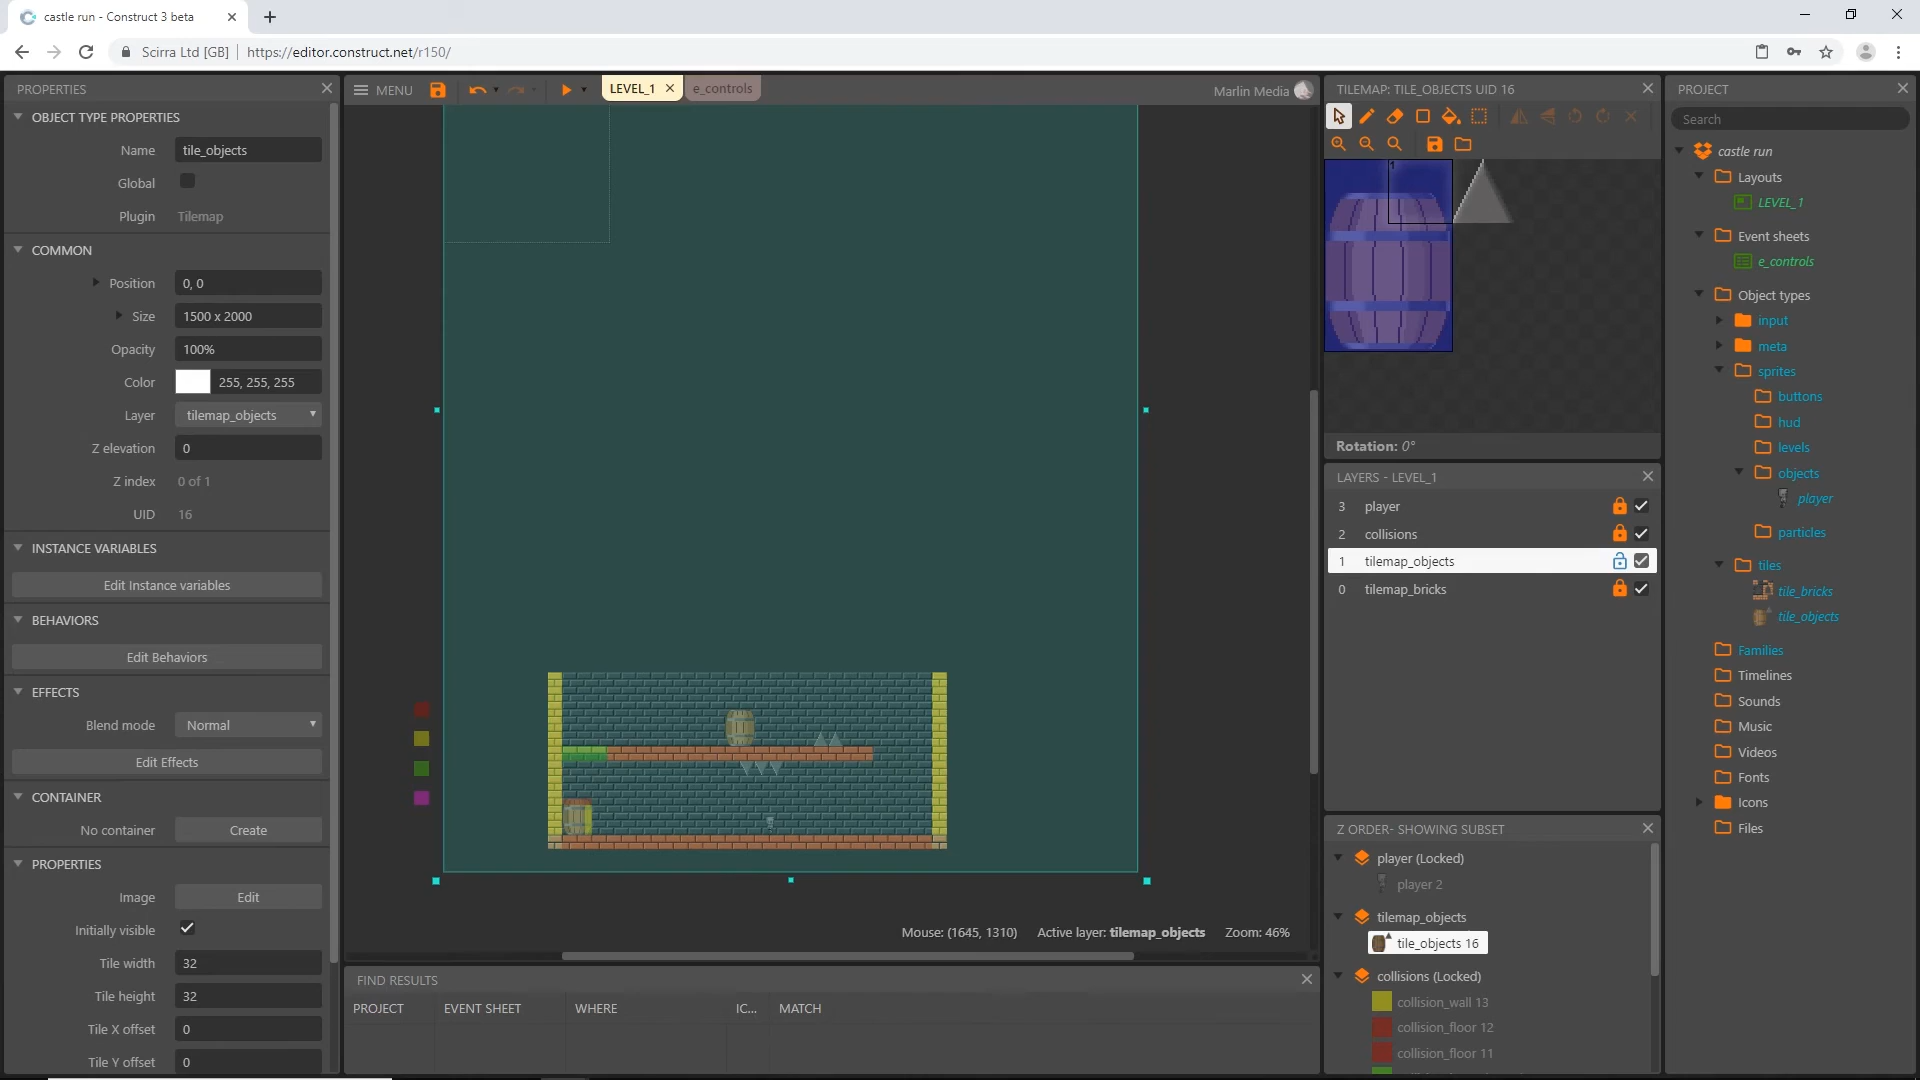 castle run - Construct 3 beta
Scirra Ltd [GB] https://editor.construct.net/r150/
PROPERTIES
OBJECT TYPE PROPERTIES
Name tile_objects
Global
Plugin Tilemap
COMMON
Position 0, 0
Size 1500 x 2000
Opacity 100%
Color 255, 255, 255
Layer tilemap_objects
Z elevation 0
Z index 0 of 1
UID 16
INSTANCE VARIABLES
Edit Instance variables
BEHAVIORS
Edit Behaviors
EFFECTS
Blend mode Normal
Edit Effects
CONTAINER
No container Create
PROPERTIES
Image Edit
Initially visible
Tile width 32
Tile height 32
Tile X offset 0
Tile Y offset 0
MENU LEVEL_1 e_controls Marlin Media
Mouse: (1645, 1310) Active layer: tilemap_objects Zoom: 46%
FIND RESULTS
PROJECT EVENT SHEET WHERE IC... MATCH
TILEMAP: TILE_OBJECTS UID 16
1
Rotation: 0°
LAYERS - LEVEL_1
3 player
2 collisions
1 tilemap_objects
0 tilemap_bricks
Z ORDER- SHOWING SUBSET
player (Locked)
player 2
tilemap_objects
tile_objects 16
collisions (Locked)
collision_wall 13
collision_floor 12
collision_floor 11
PROJECT
Search
castle run
Layouts
LEVEL_1
Event sheets
e_controls
Object types
input
meta
sprites
buttons
hud
levels
objects
player
particles
tiles
tile_bricks
tile_objects
Families
Timelines
Sounds
Music
Videos
Fonts
Icons
Files